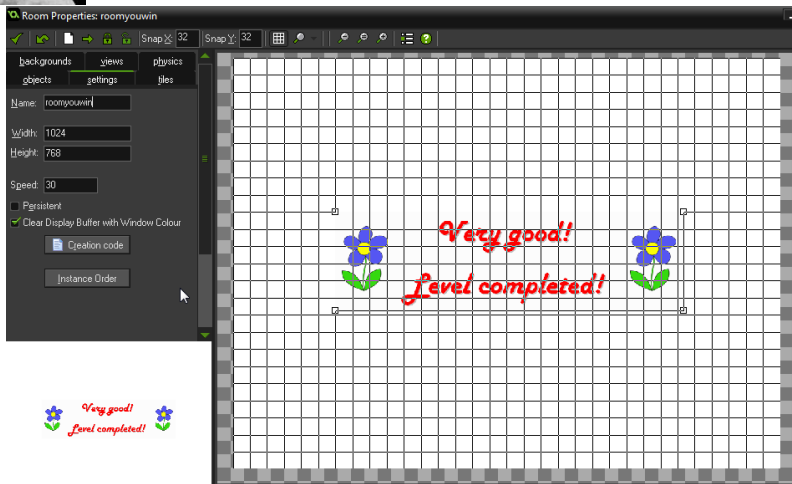 Room Properties: roomyouwin
Snap X: 32 Snap Y: 32
backgrounds views physics
objects settings tiles
Name: roomyouwin
Width: 1024
Height: 768
Speed: 30
Persistent
Clear Display Buffer with Window Colour
Creation code
Instance Order
Very good!
Level completed!
Very good!
Level completed!